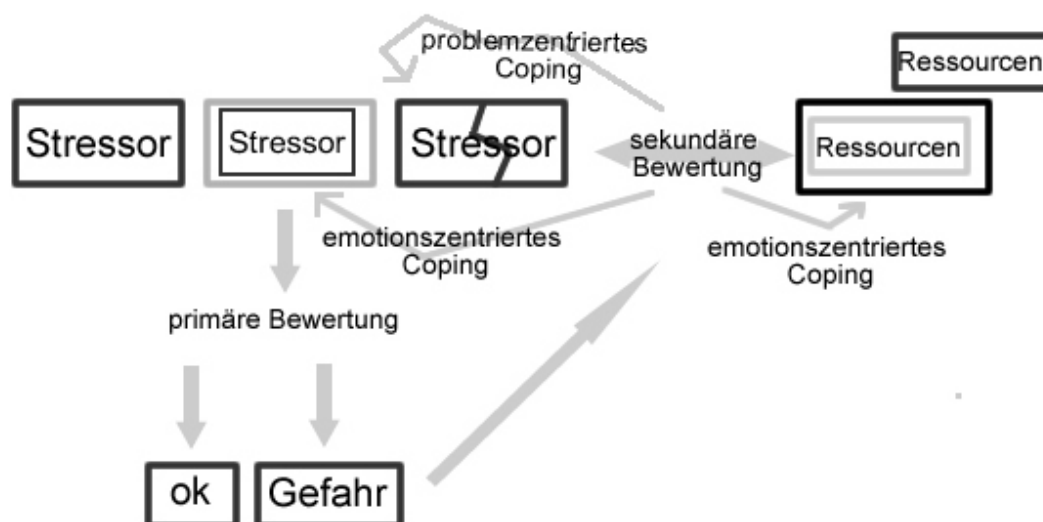 problemzentriertes
Coping
Ressourcen
Stressor
Stressor
Stressor
sekundäre
Bewertung
Ressourcen
emotionszentriertes
Coping
emotionszentriertes
Coping
primäre Bewertung
ok
Gefahr